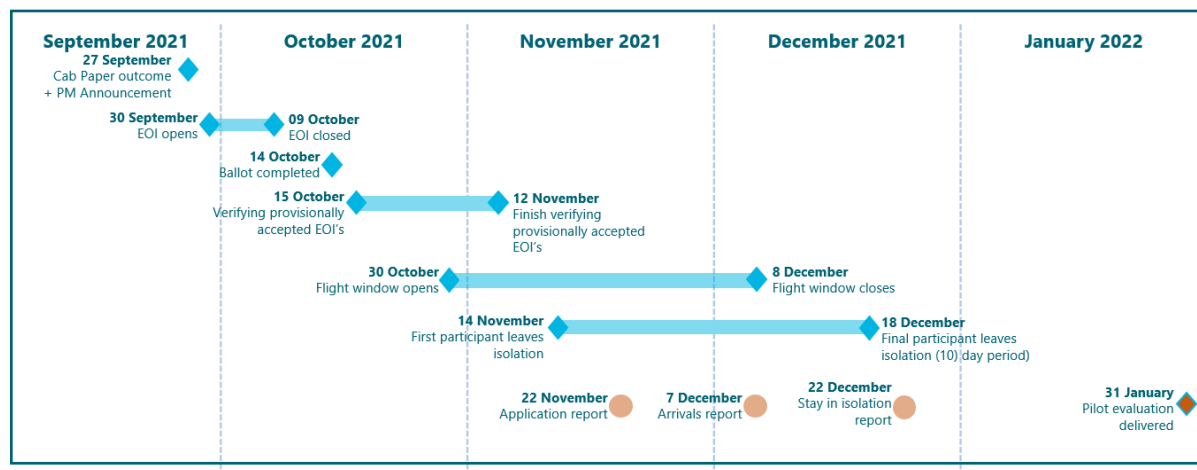 September 2021
October 2021
November 2021
December 2021
January 2022
27 September
Cab Paper outcome
+ PM Announcement
30 September
EOI opens
09 October
EOI closed
14 October
Ballot completed
15 October
Verifying provisionally
accepted EOI's
12 November
Finish verifying
provisionally accepted
EOI's
30 October
Flight window opens
8 December
Flight window closes
14 November
First participant leaves
isolation
18 December
Final participant leaves
isolation (10) day period)
22 November
Application report
7 December
Arrivals report
22 December
Stay in isolation
report
31 January
Pilot evaluation
delivered